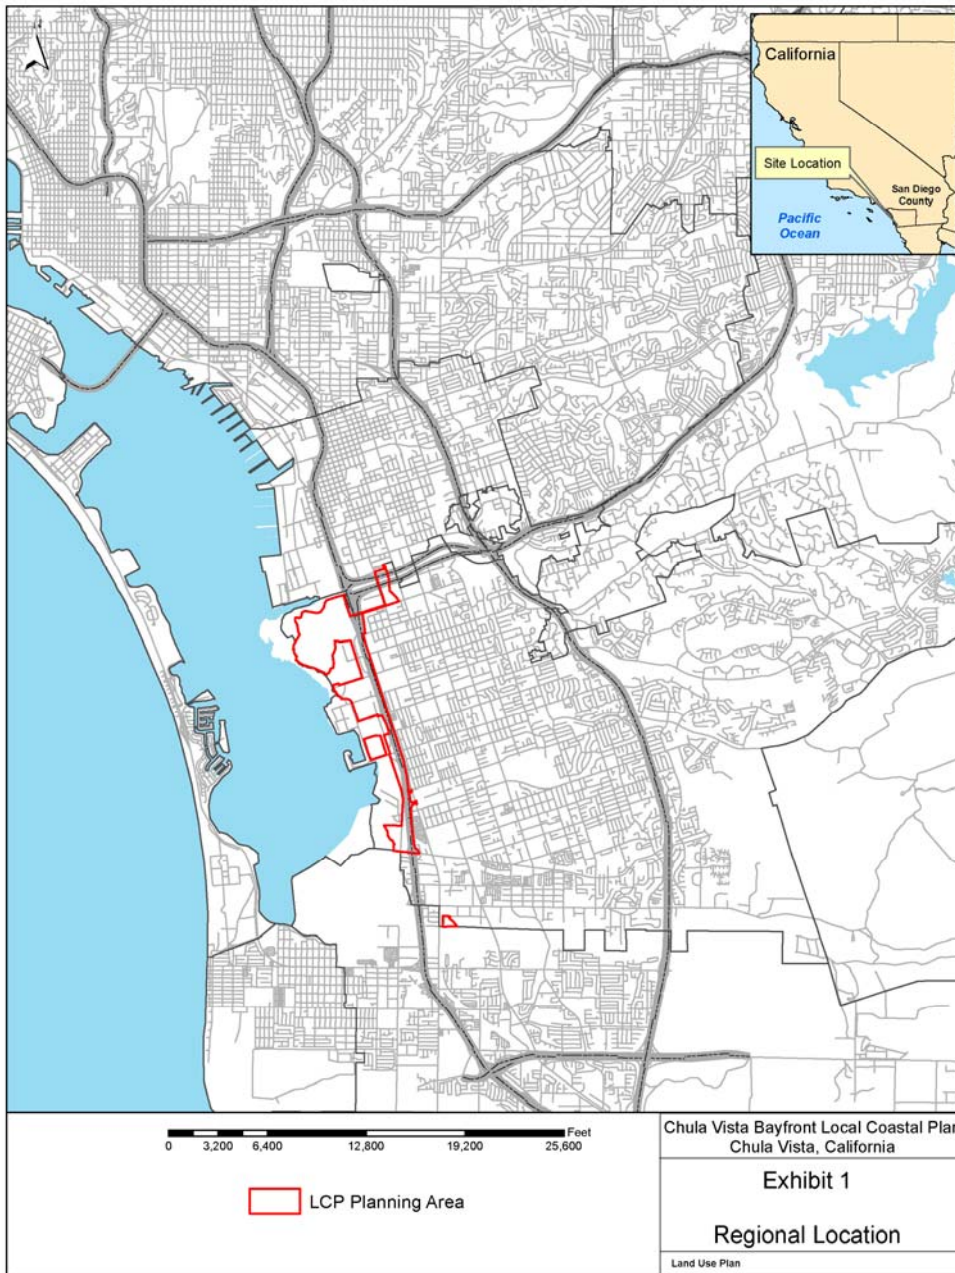 California
Site Location
San Diego
County
Pacific
Ocean
Feet
0 3,200 6,400 12,800 19,200 25,600
LCP Planning Area
Chula Vista Bayfront Local Coastal Plan
Chula Vista, California
Exhibit 1
Regional Location
Land Use Plan